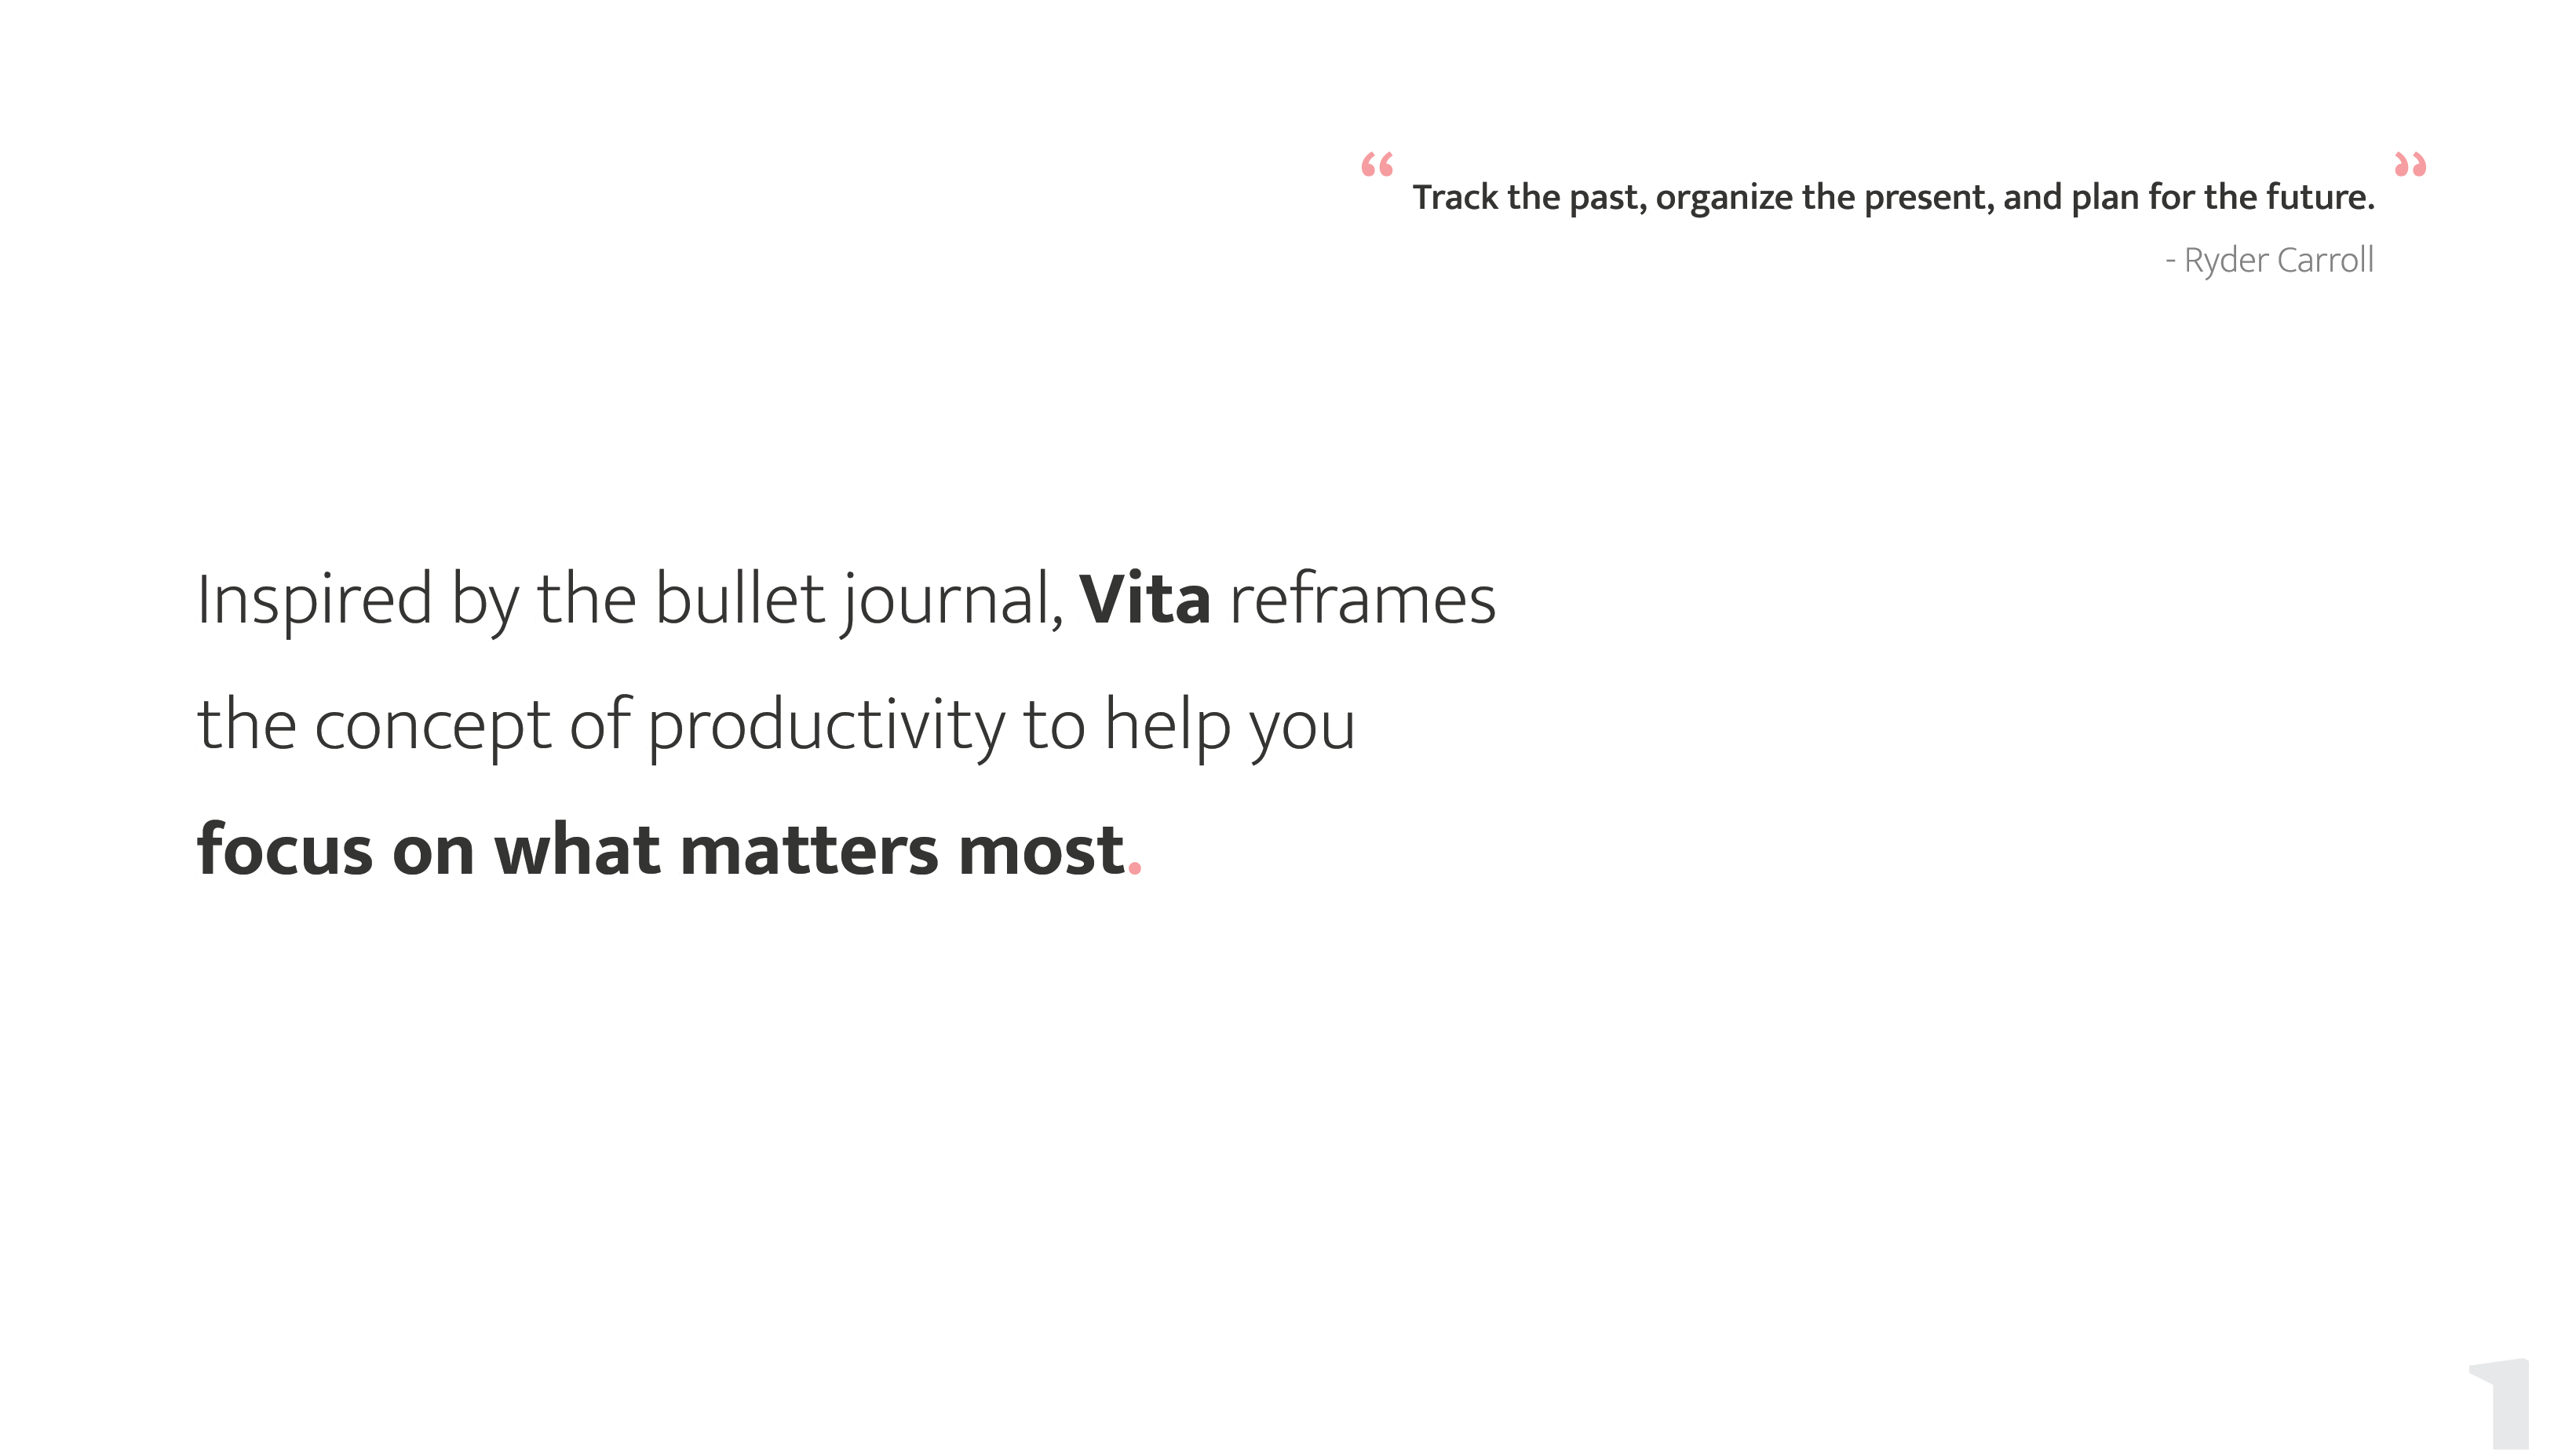 “ Track the past, organize the present, and plan for the future. ”
- Ryder Carroll
Inspired by the bullet journal, Vita reframes
the concept of productivity to help you
focus on what matters most.
1